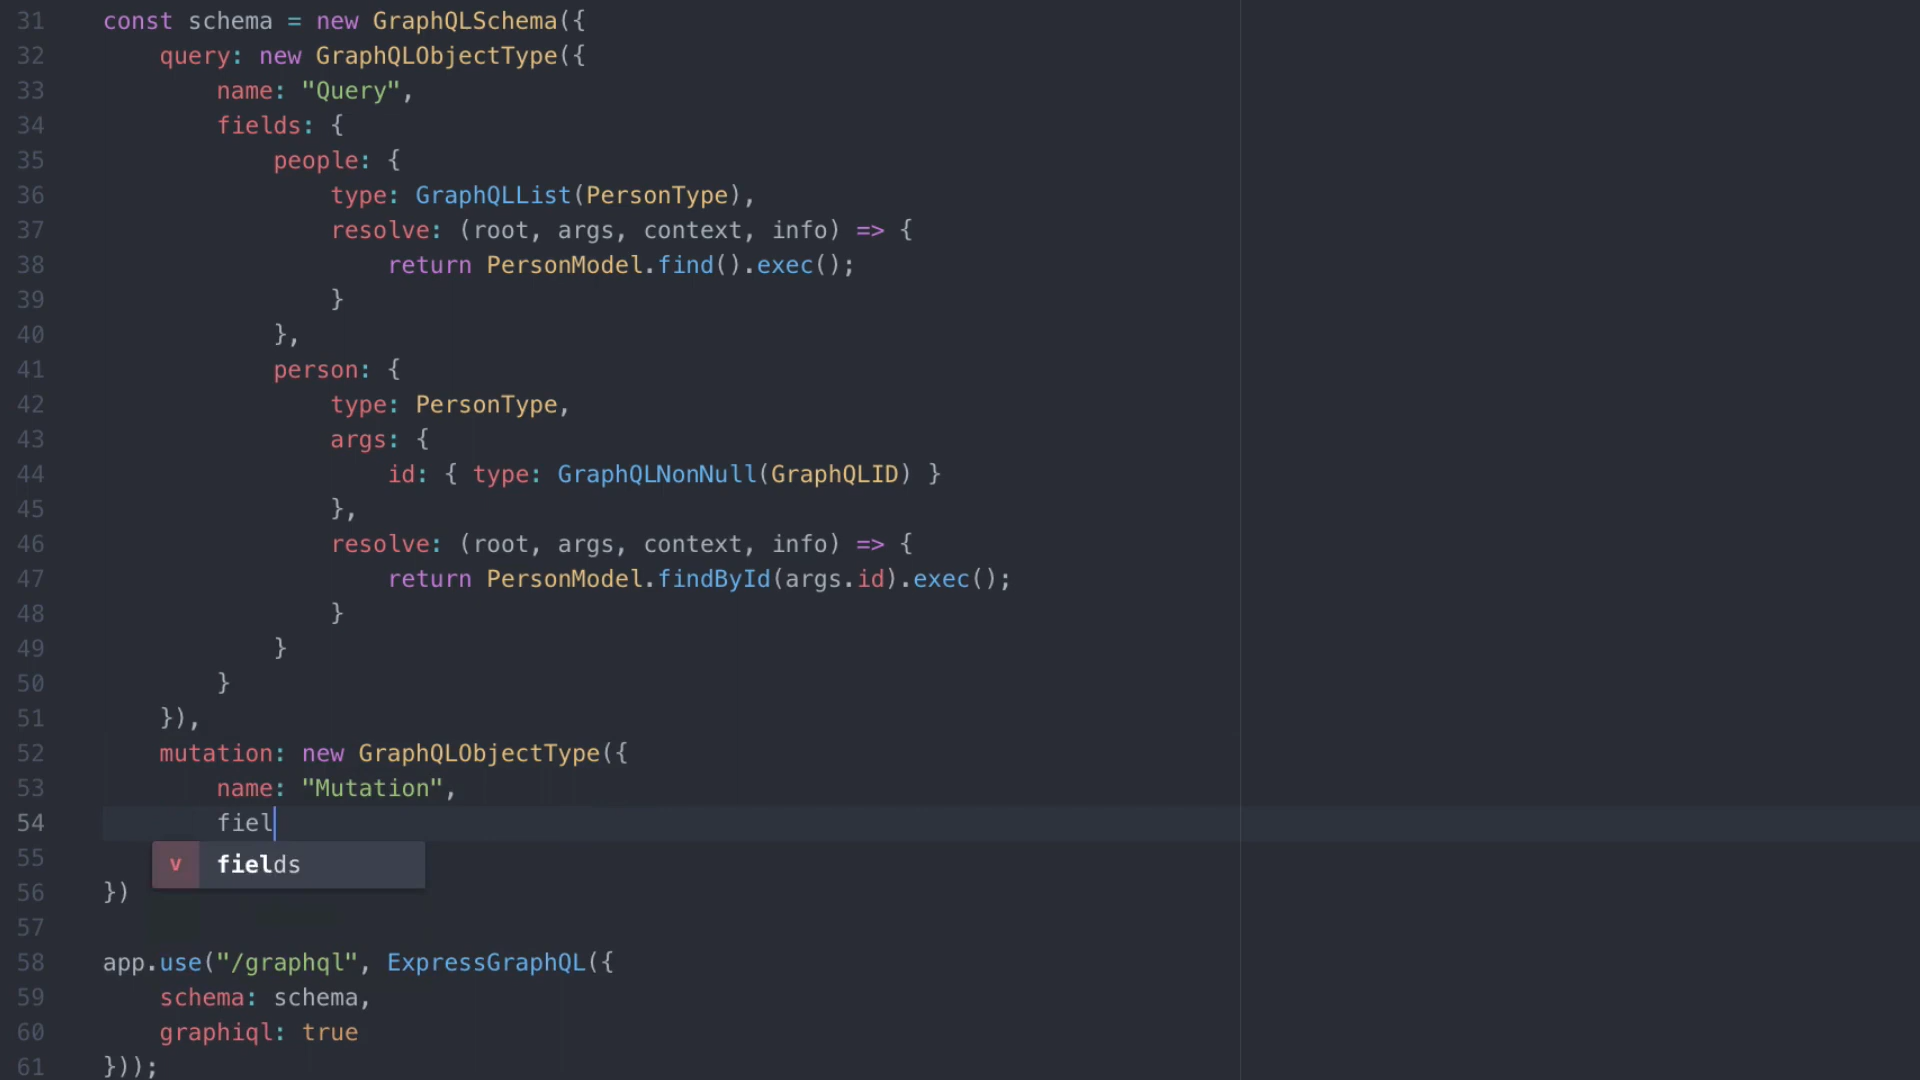 31 const schema = new GraphQLSchema({
32 query: new GraphQLObjectType({
33 name: "Query",
34 fields: {
35 people: {
36 type: GraphQLList(PersonType),
37 resolve: (root, args, context, info) => {
38 return PersonModel.find().exec();
39 }
40 },
41 person: {
42 type: PersonType,
43 args: {
44 id: { type: GraphQLNonNull(GraphQLID) }
45 },
46 resolve: (root, args, context, info) => {
47 return PersonModel.findById(args.id).exec();
48 }
49 }
50 }
51 }),
52 mutation: new GraphQLObjectType({
53 name: "Mutation",
54 fiel
55 v fields
56 })
57
58 app.use("/graphql", ExpressGraphQL({
59 schema: schema,
60 graphiql: true
61 }));